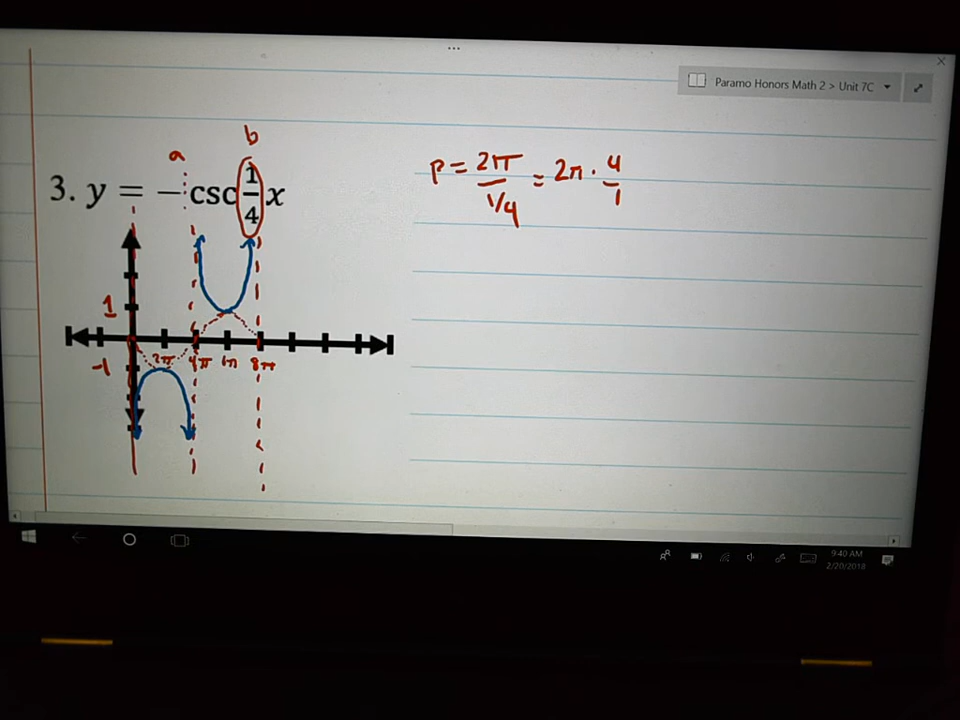 ...
Paramo Honors Math 2 > Unit 7C
a b
3. y = − csc 1/4 x
P = 2π / 1/4 = 2π · 4/1
1
-1 2π 4π 6π 8π
9:40 AM
2/20/2018